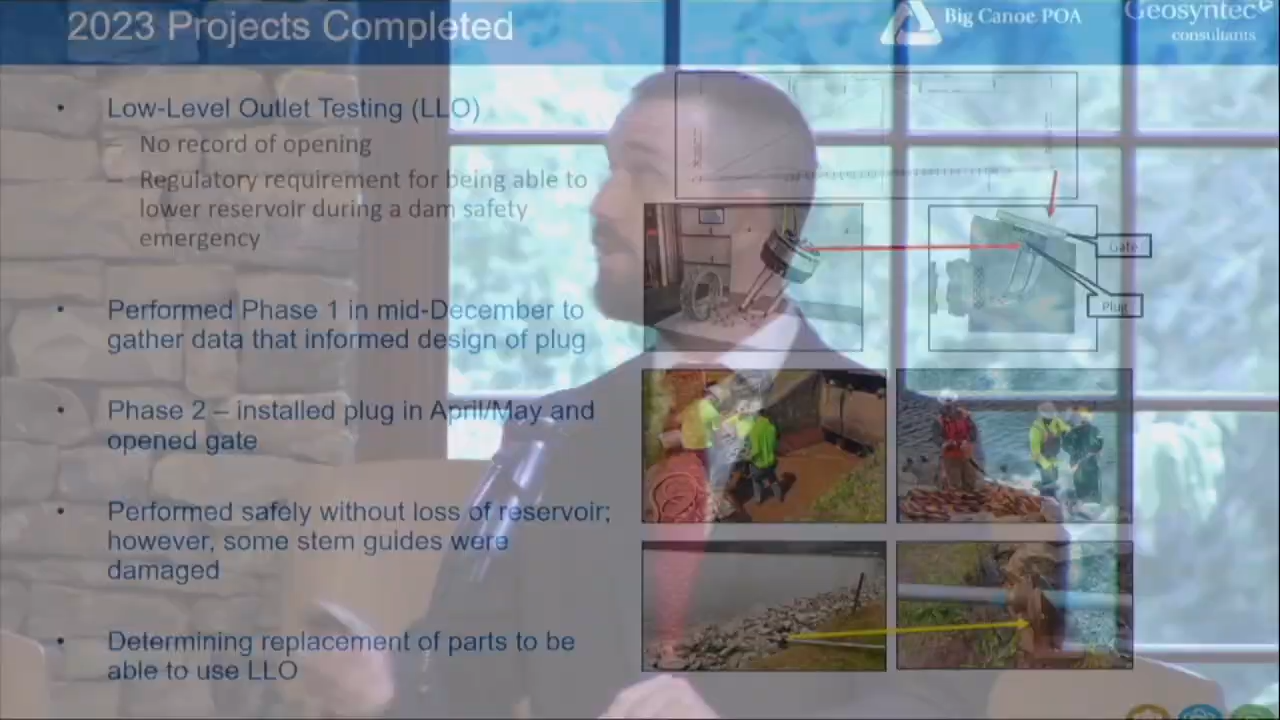 2023 Projects Completed
Big Canoe POA
Geosyntec
consultants
• Low-Level Outlet Testing (LLO)
– No record of opening
– Regulatory requirement for being able to
lower reservoir during a dam safety
emergency
• Performed Phase 1 in mid-December to
gather data that informed design of plug
• Phase 2 – installed plug in April/May and
opened gate
• Performed safely without loss of reservoir;
however, some stem guides were
damaged
• Determining replacement of parts to be
able to use LLO
Gate
Plug